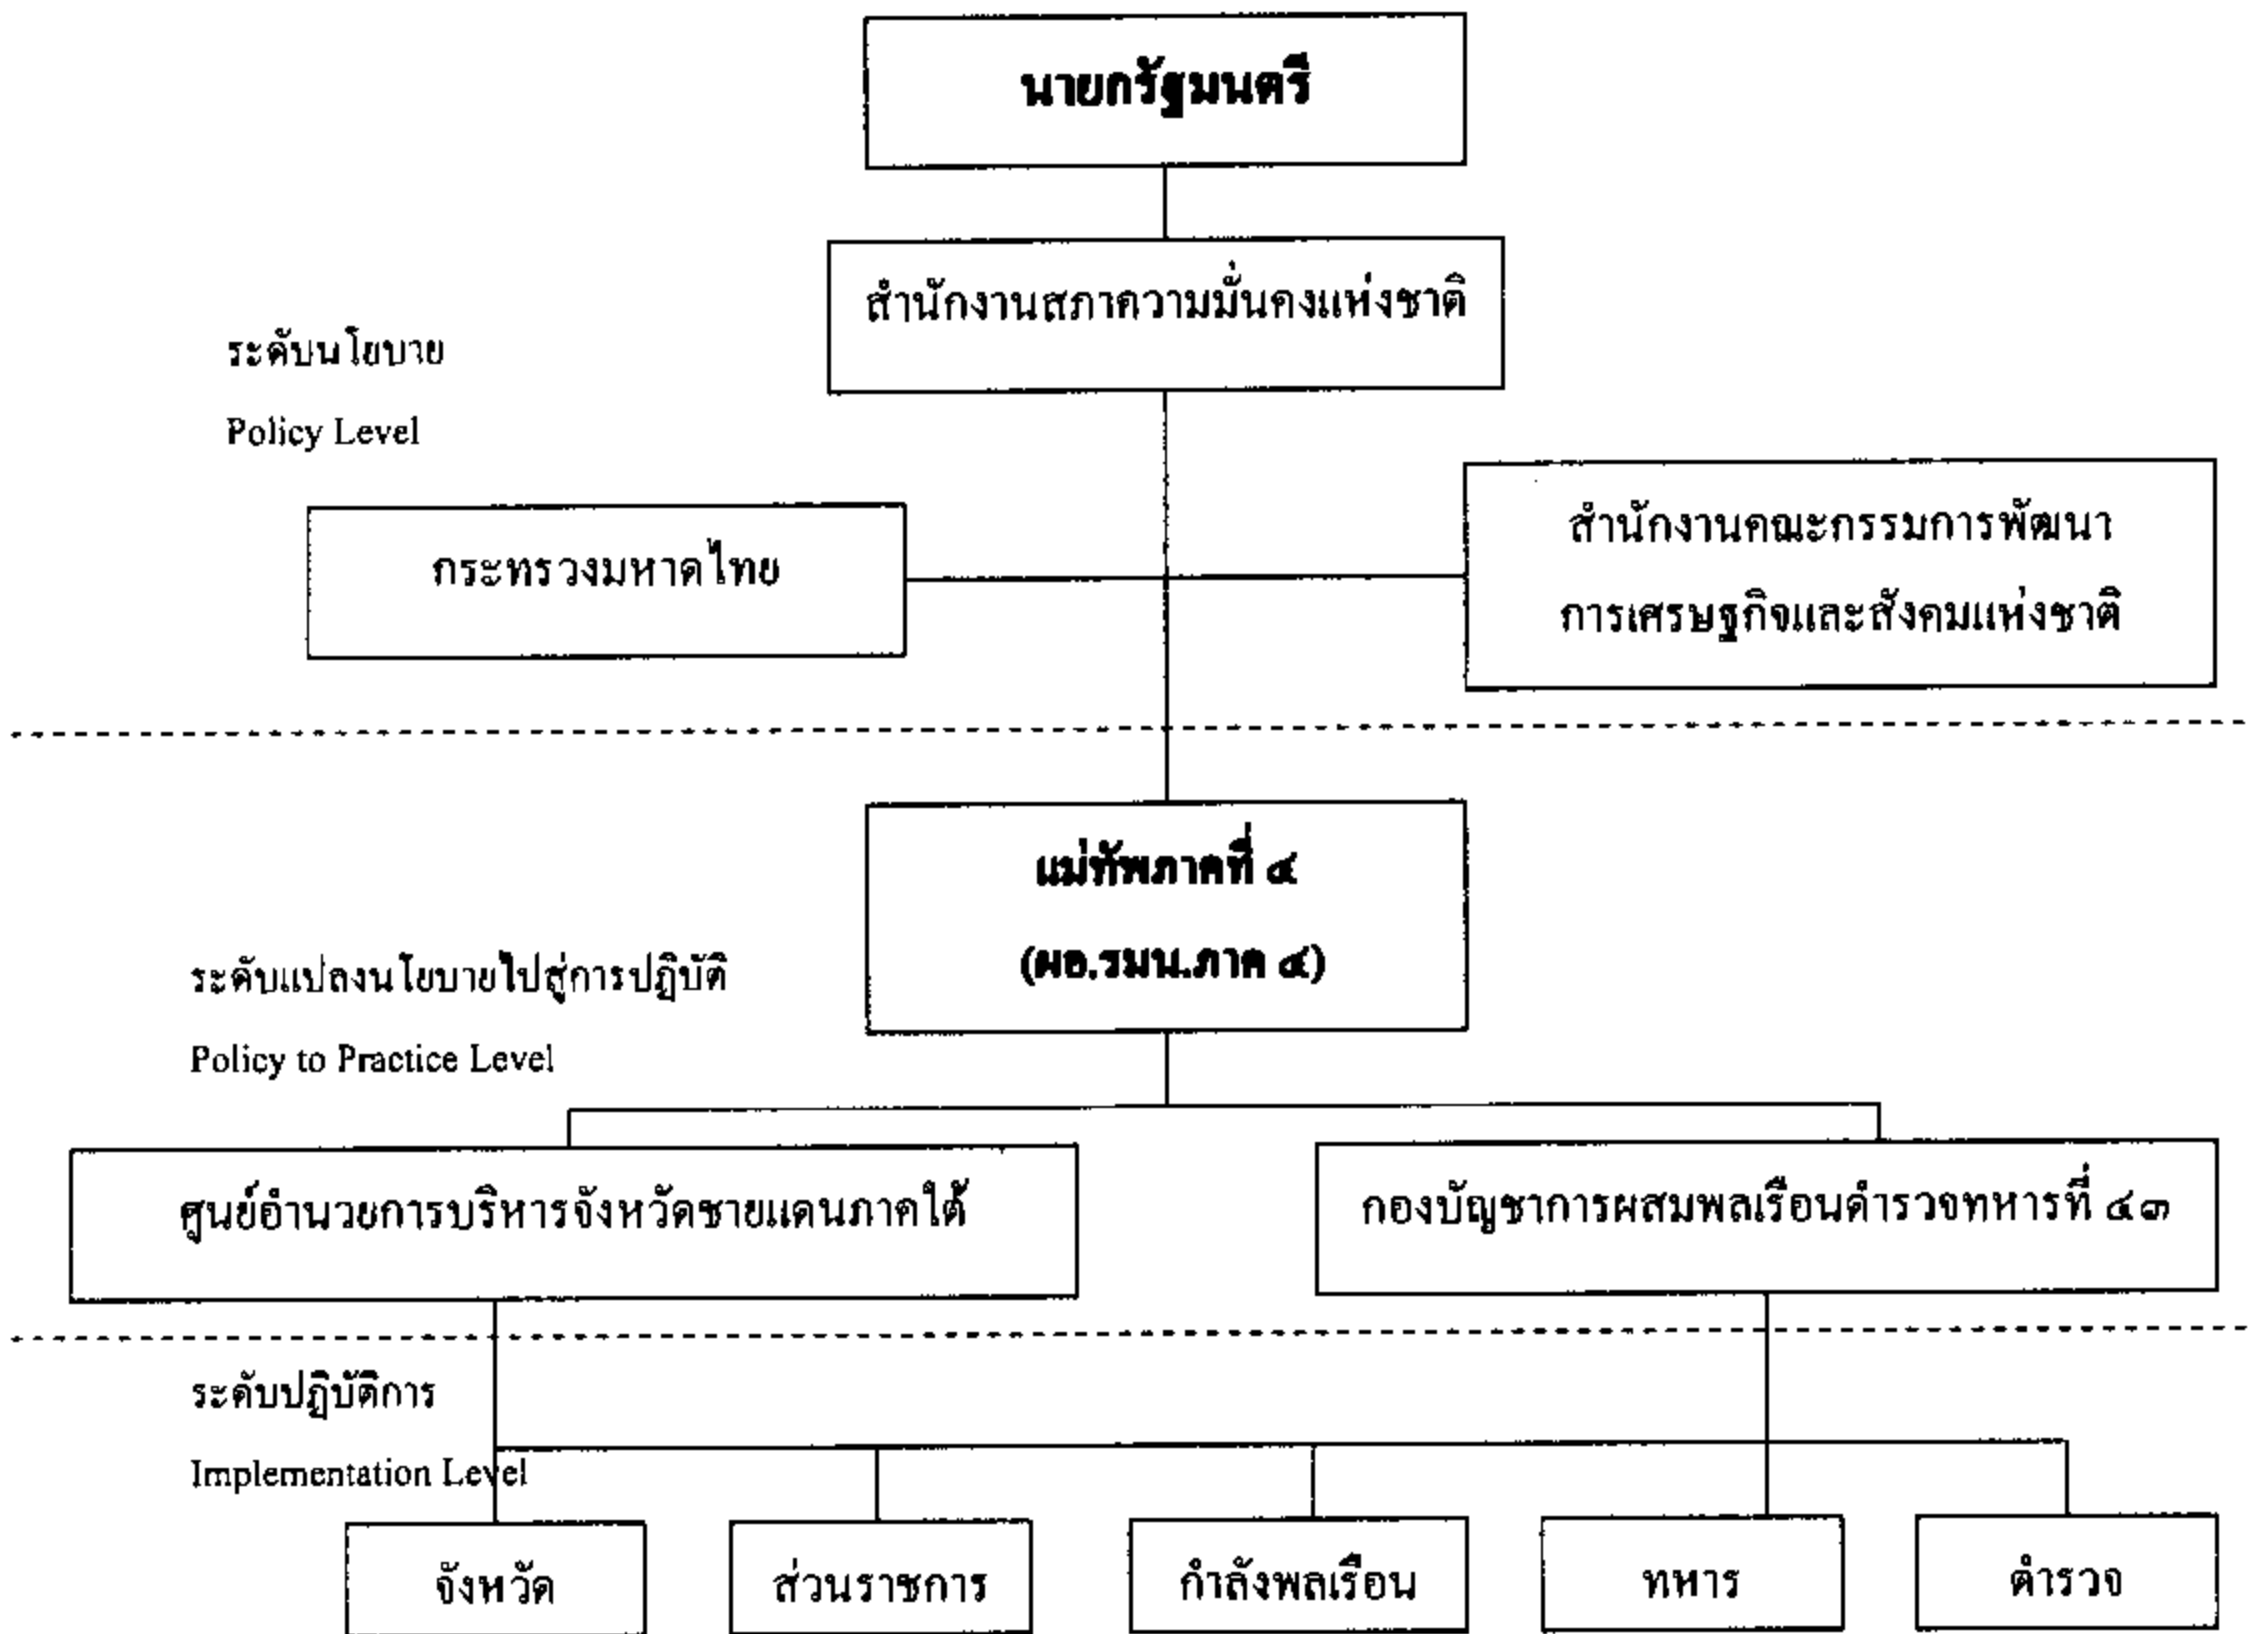 นายกรัฐมนตรี
สำนักงานสภาความมั่นคงแห่งชาติ
ระดับนโยบาย
Policy Level
กระทรวงมหาดไทย
สำนักงานคณะกรรมการพัฒนา
การเศรษฐกิจและสังคมแห่งชาติ
แม่ทัพภาคที่ ๔
(ผอ.รมน.ภาค ๔)
ระดับแปลงนโยบายไปสู่การปฏิบัติ
Policy to Practice Level
ศูนย์อำนวยการบริหารจังหวัดชายแดนภาคใต้
กองบัญชาการผสมพลเรือนตำรวจทหารที่ ๔๓
ระดับปฏิบัติการ
Implementation Level
จังหวัด
ส่วนราชการ
กำลังพลเรือน
ทหาร
ตำรวจ